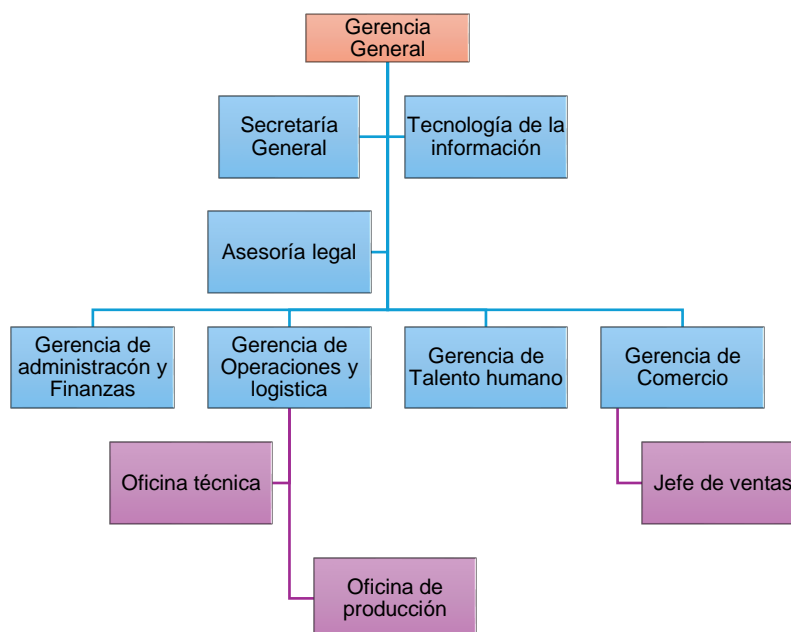 Gerencia
General
Secretaría
General
Tecnología de la
información
Asesoría legal
Gerencia de
administracón y
Finanzas
Gerencia de
Operaciones y
logistica
Gerencia de
Talento humano
Gerencia de
Comercio
Oficina técnica
Jefe de ventas
Oficina de
producción